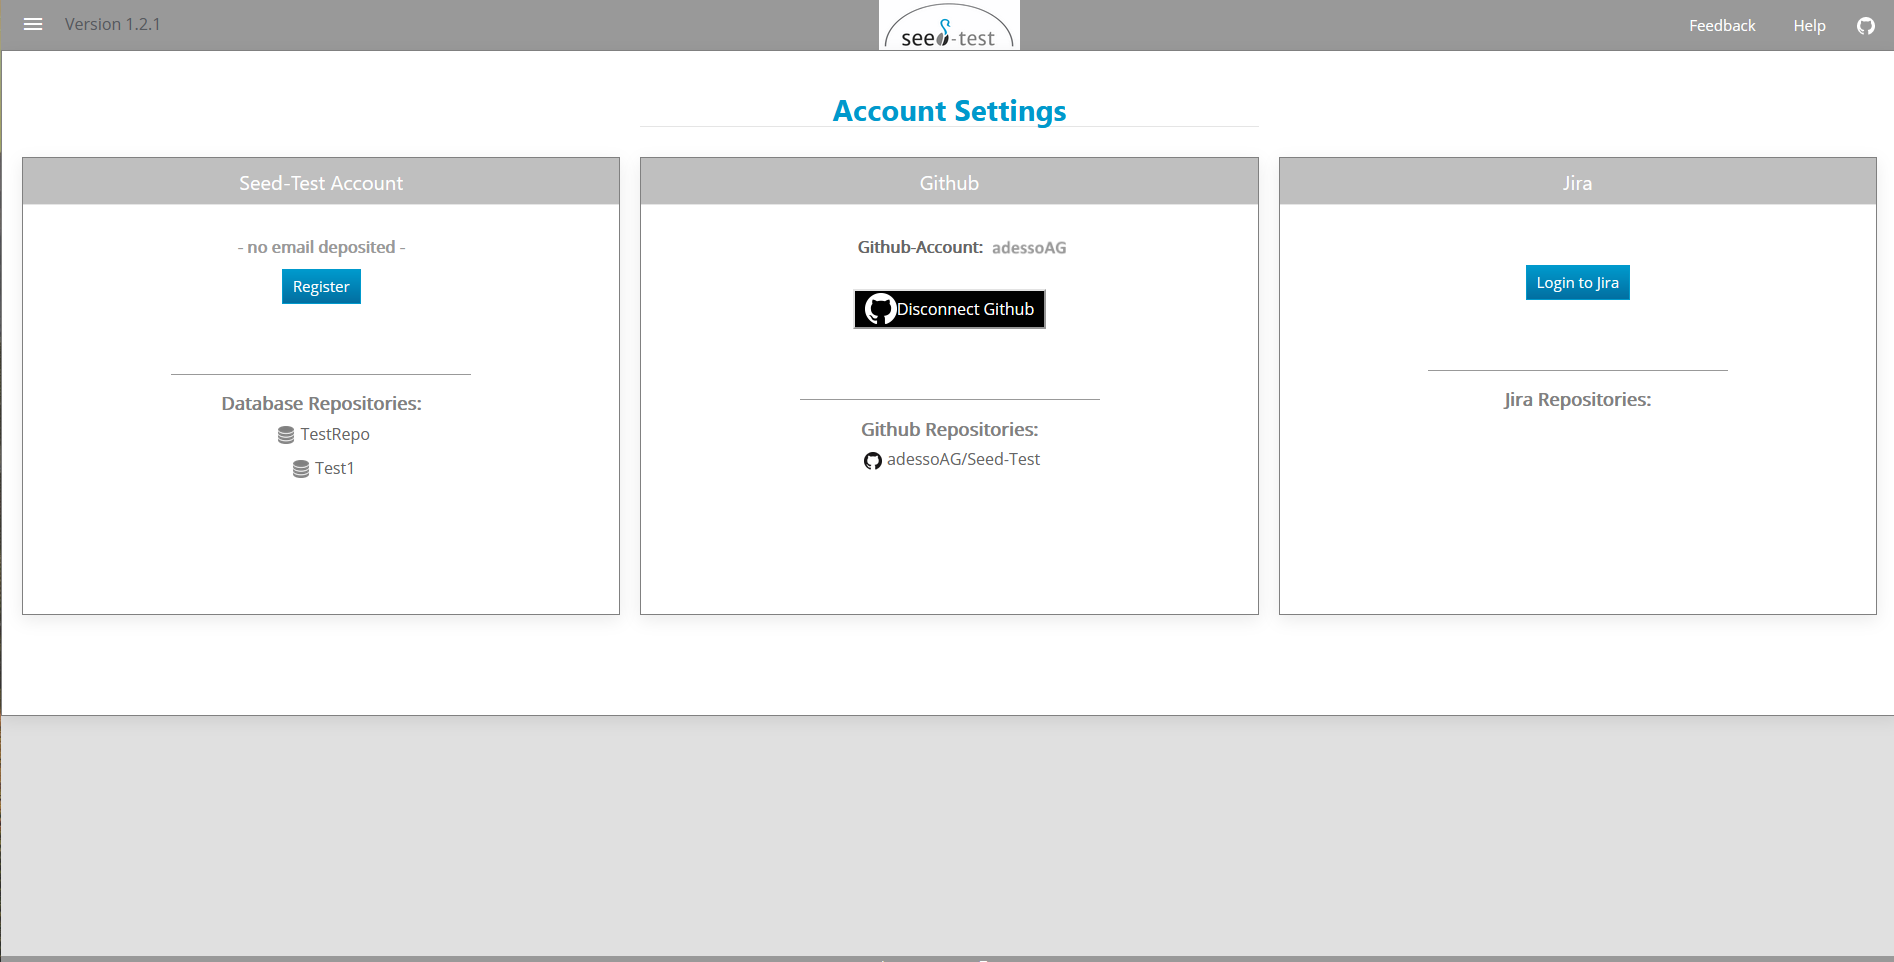 Version 1.2.1
seed-test
Feedback
Help
Account Settings
Seed-Test Account
- no email deposited -
Register
Database Repositories:
TestRepo
Test1
Github
Github-Account: adessoAG
Disconnect Github
Github Repositories:
adessoAG/Seed-Test
Jira
Login to Jira
Jira Repositories: